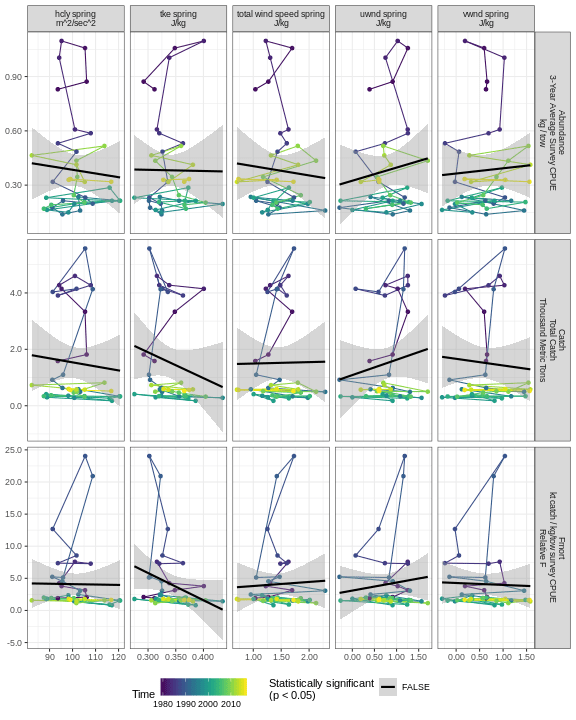 hcly spring
m^2/sec^2
tke spring
J/kg
total wind speed spring
J/kg
uwnd spring
J/kg
vwnd spring
J/kg
0.90
0.60
0.30
Abundance
3-Year Average Survey CPUE
kg / tow
4.0
2.0
0.0
Catch
Total Catch
Thousand Metric Tons
25.0
20.0
15.0
10.0
5.0
0.0
-5.0
Fmort
kt catch / kg/tow survey CPUE
Relative F
90 100 110 120
0.300 0.350 0.400
1.00 1.50 2.00
0.00 0.50 1.00 1.50
0.00 0.50 1.00 1.50
Time
1980 1990 2000 2010
Statistically significant
(p < 0.05)
FALSE